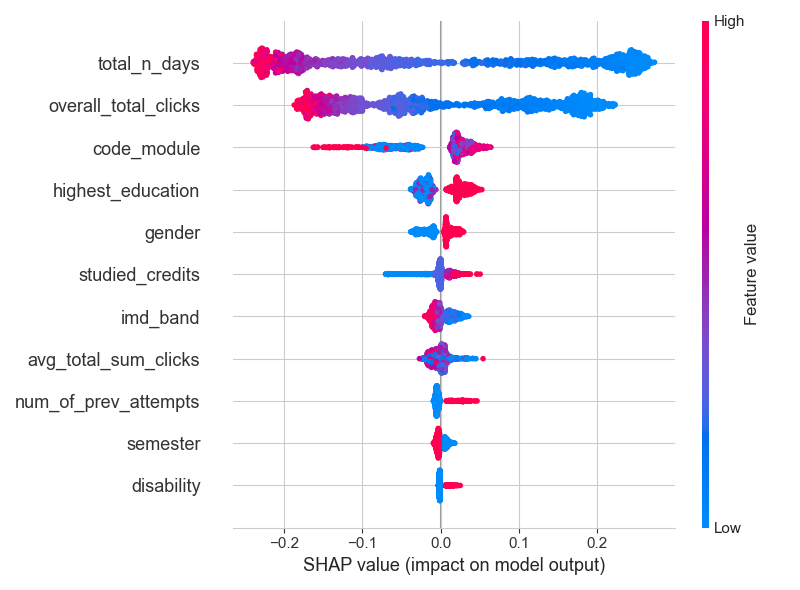 High
total_n_days
overall_total_clicks
code_module
highest_education
gender
studied_credits
imd_band
avg_total_sum_clicks
num_of_prev_attempts
semester
disability
Feature value
Low
−0.2 −0.1 0.0 0.1 0.2
SHAP value (impact on model output)